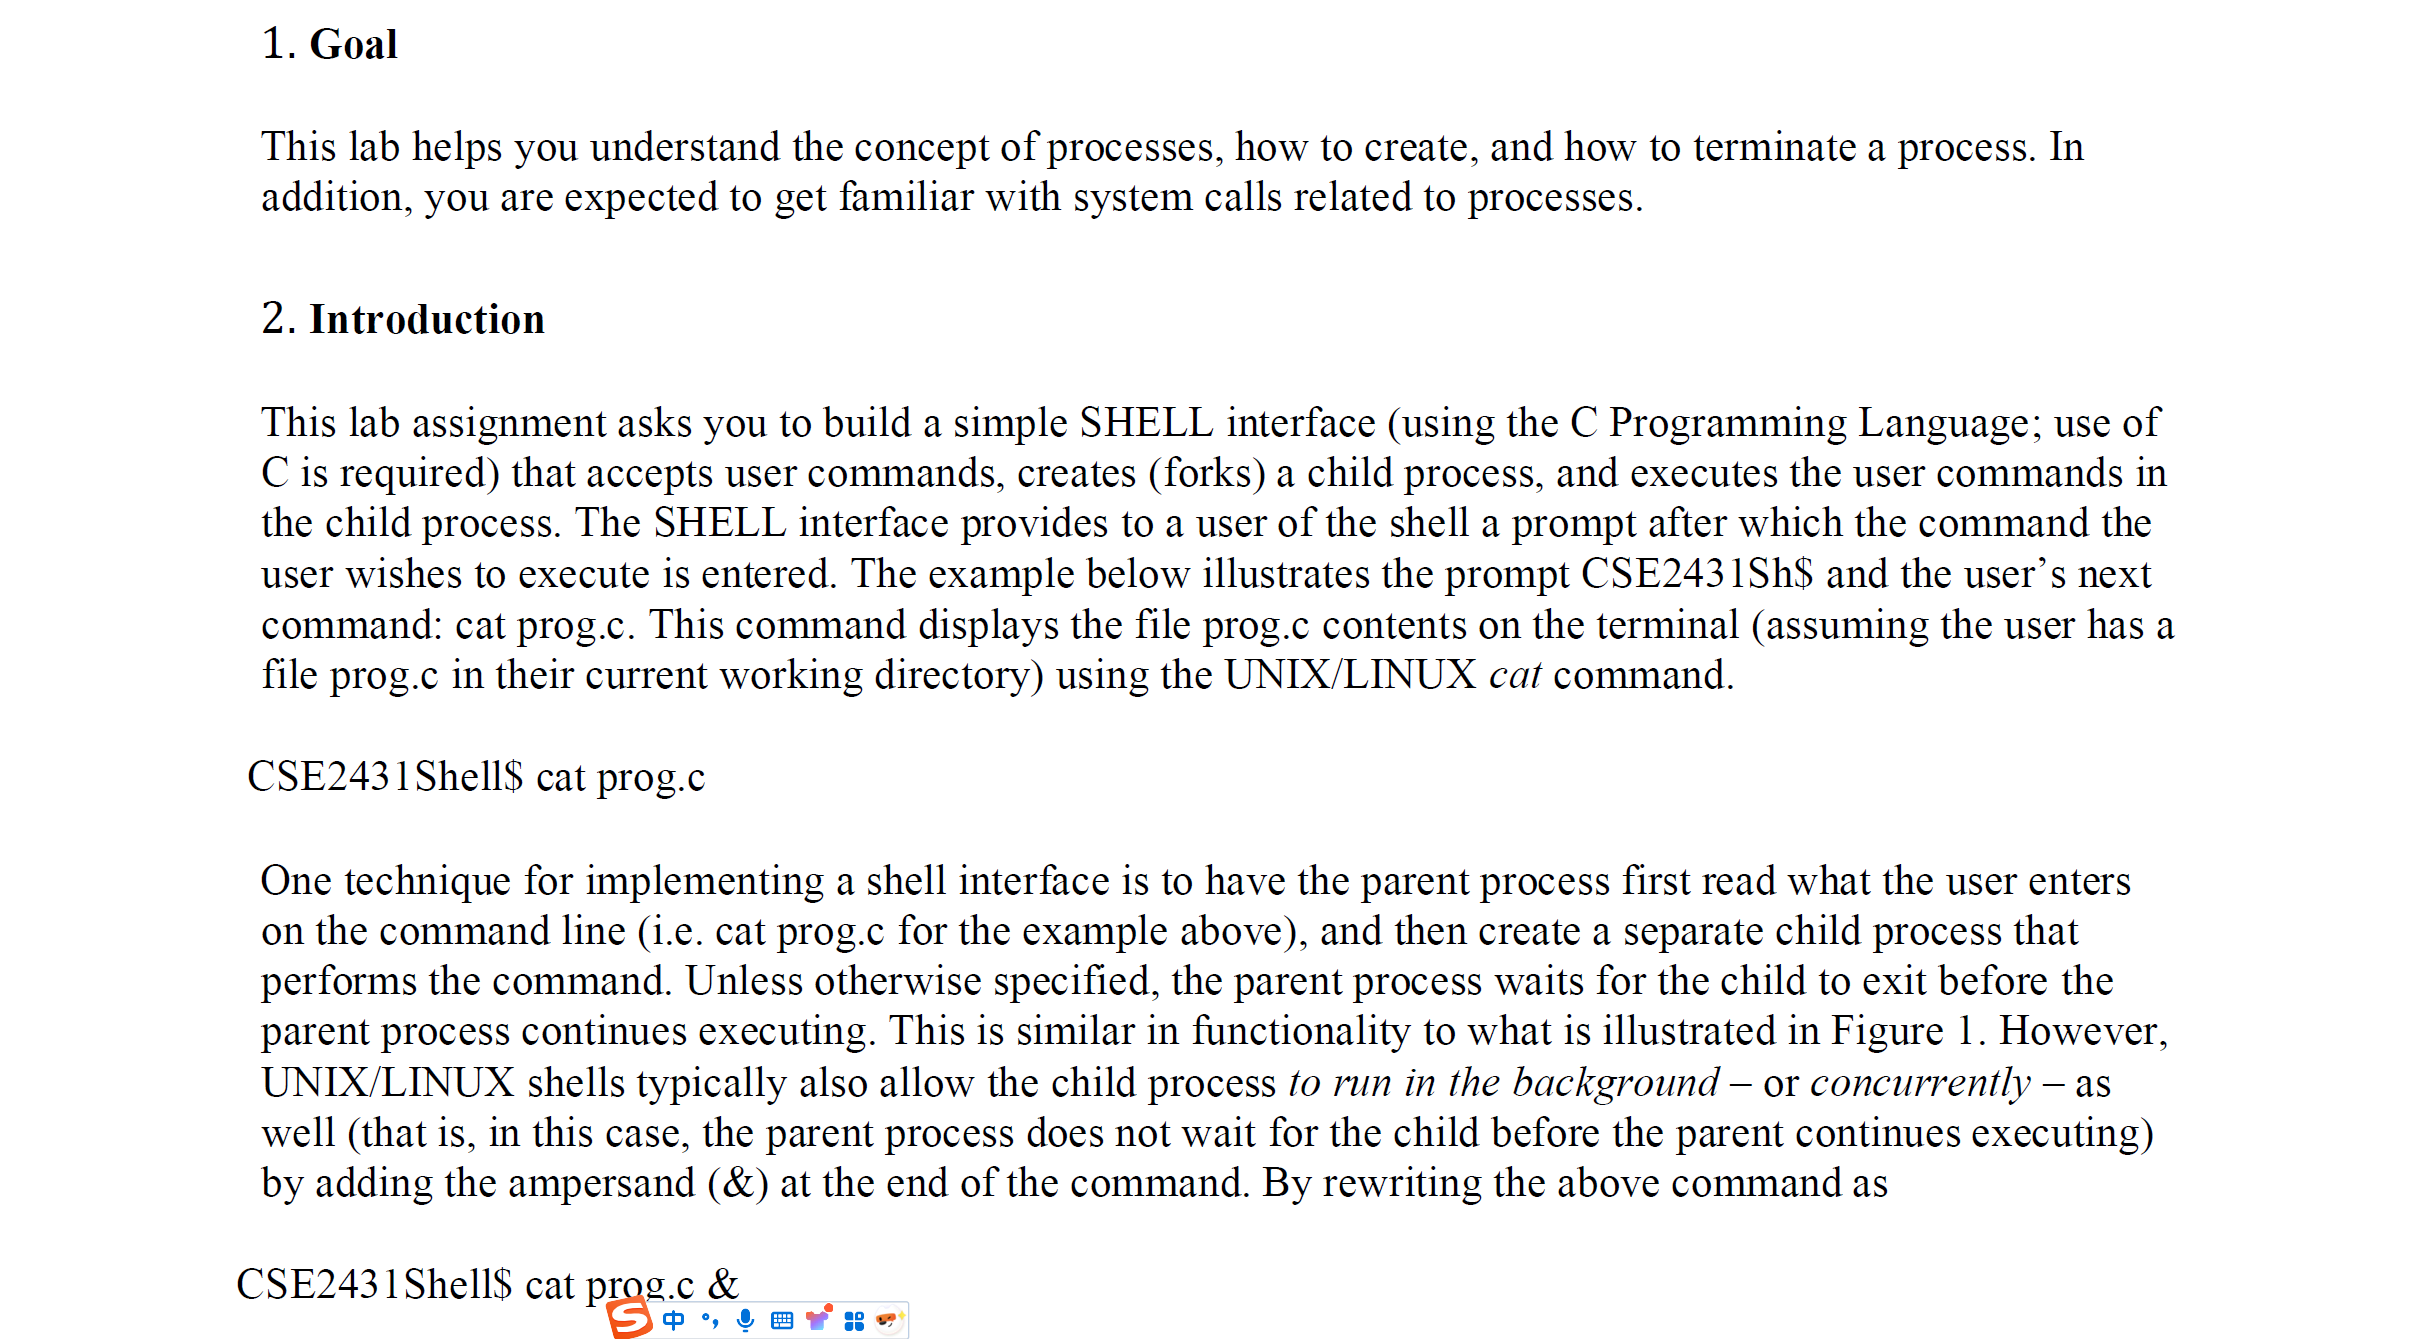 1. Goal
This lab helps you understand the concept of processes, how to create, and how to terminate a process. In
addition, you are expected to get familiar with system calls related to processes.
2. Introduction
This lab assignment asks you to build a simple SHELL interface (using the C Programming Language; use of
C is required) that accepts user commands, creates (forks) a child process, and executes the user commands in
the child process. The SHELL interface provides to a user of the shell a prompt after which the command the
user wishes to execute is entered. The example below illustrates the prompt CSE2431Sh$ and the user’s next
command: cat prog.c. This command displays the file prog.c contents on the terminal (assuming the user has a
file prog.c in their current working directory) using the UNIX/LINUX cat command.
CSE2431Shell$ cat prog.c
One technique for implementing a shell interface is to have the parent process first read what the user enters
on the command line (i.e. cat prog.c for the example above), and then create a separate child process that
performs the command. Unless otherwise specified, the parent process waits for the child to exit before the
parent process continues executing. This is similar in functionality to what is illustrated in Figure 1. However,
UNIX/LINUX shells typically also allow the child process to run in the background – or concurrently – as
well (that is, in this case, the parent process does not wait for the child before the parent continues executing)
by adding the ampersand (&) at the end of the command. By rewriting the above command as
CSE2431Shell$ cat prog.c &
S 中 °,